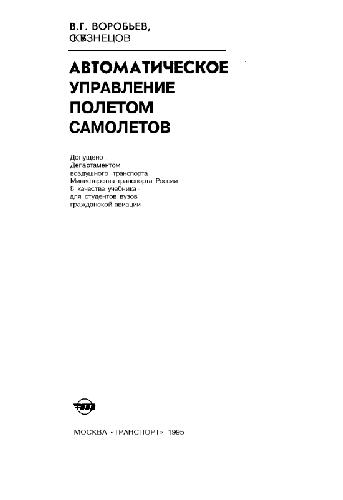 В.Г. ВОРОБЬЕВ,
КУЗНЕЦОВ
АВТОМАТИЧЕСКОЕ
УПРАВЛЕНИЕ
ПОЛЕТОМ
САМОЛЕТОВ
Допущено
Департаментом
воздушного транспорта
Министерства транспорта России
в качестве учебника
для студентов вузов
гражданской авиации
МОСКВА «ТРАНСПОРТ» 1995